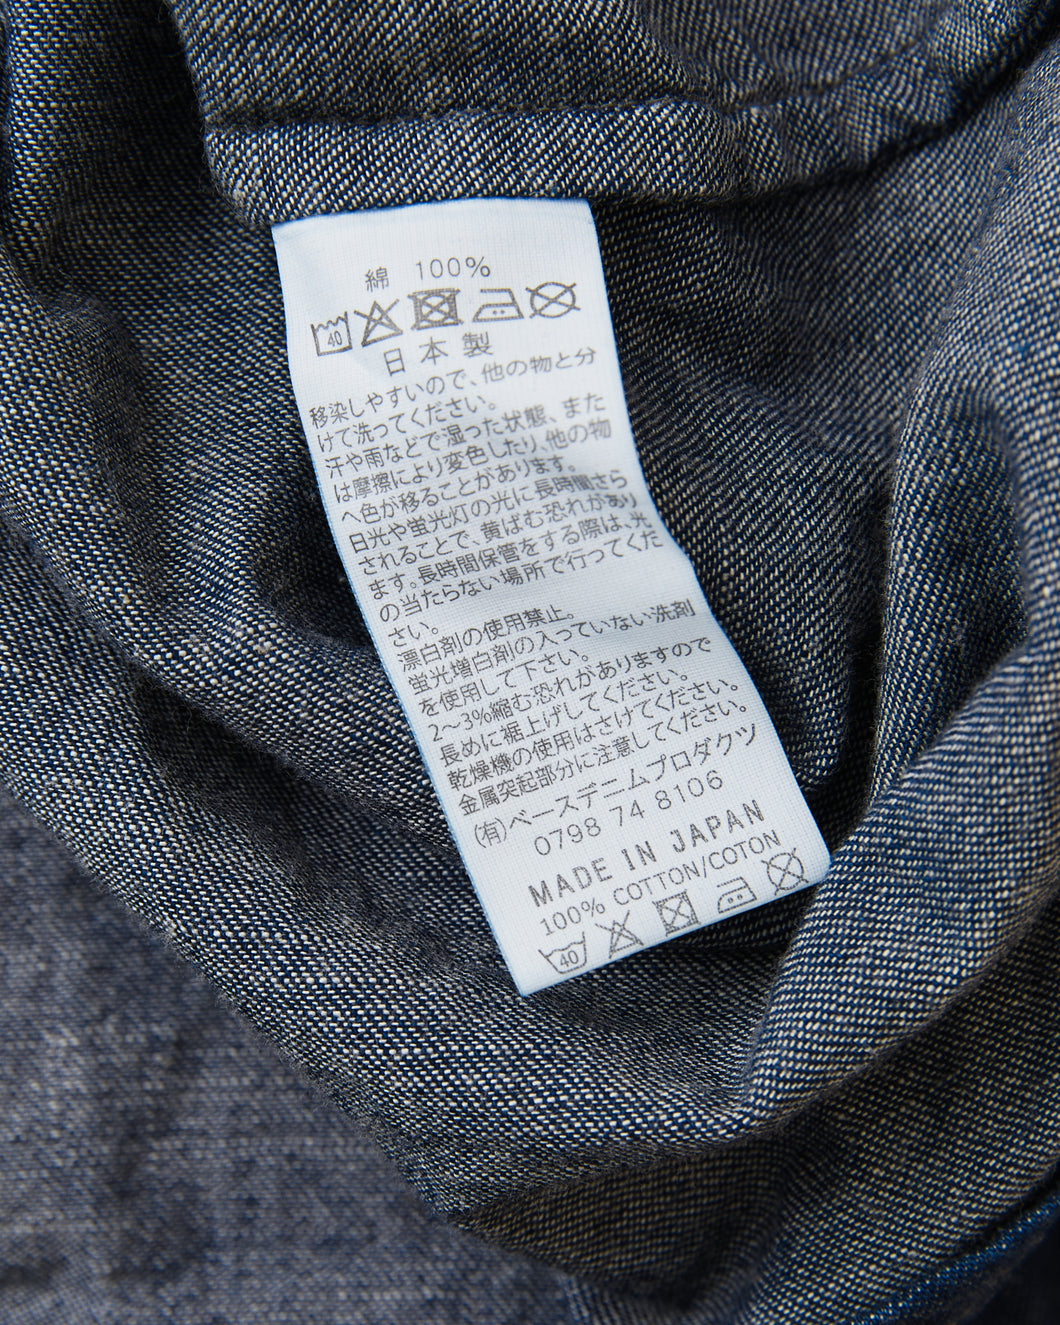 綿 100%
40
日本製
移染しやすいので、他の物と分
けて洗ってください。
汗や雨などで湿った状態、また
は摩擦により変色したり、他の物
へ色が移ることがあります。
日光や蛍光灯の光に長時間さら
されることで、黄ばむ恐れがあり
ます。長時間保管をする際は、光
の当たらない場所で行ってくだ
さい。
漂白剤の使用禁止。
蛍光増白剤の入っていない洗剤
を使用して下さい。
2〜3%縮む恐れがありますので
長めに裾上げしてください。
乾燥機の使用はさけてください。
金属突起部分に注意してください。
(有)ベースデニムプロダクツ
0798 74 8106
MADE IN JAPAN
100% COTTON/COTON
40